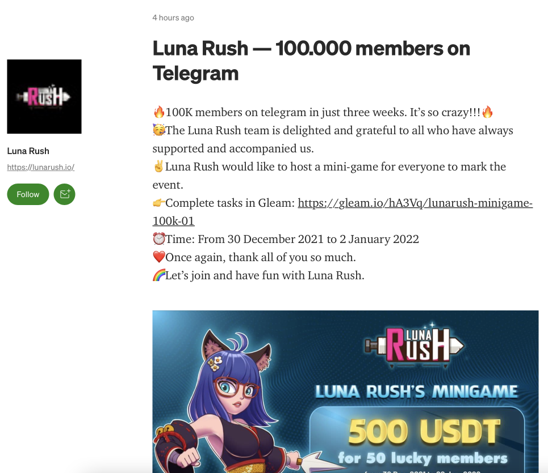 4 hours ago
Luna Rush — 100.000 members on
Telegram
LUNA
RUSH
Luna Rush
https://lunarush.io/
Follow
🔥100K members on telegram in just three weeks. It's so crazy!!!🔥
🥳The Luna Rush team is delighted and grateful to all who have always
supported and accompanied us.
✌️Luna Rush would like to host a mini-game for everyone to mark the
event.
👉Complete tasks in Gleam: https://gleam.io/hA3Vq/lunarush-minigame-
100k-01
⏰Time: From 30 December 2021 to 2 January 2022
❤️Once again, thank all of you so much.
🌈Let's join and have fun with Luna Rush.
LUNA
RUSH
LUNA RUSH'S MINIGAME
500 USDT
for 50 lucky members